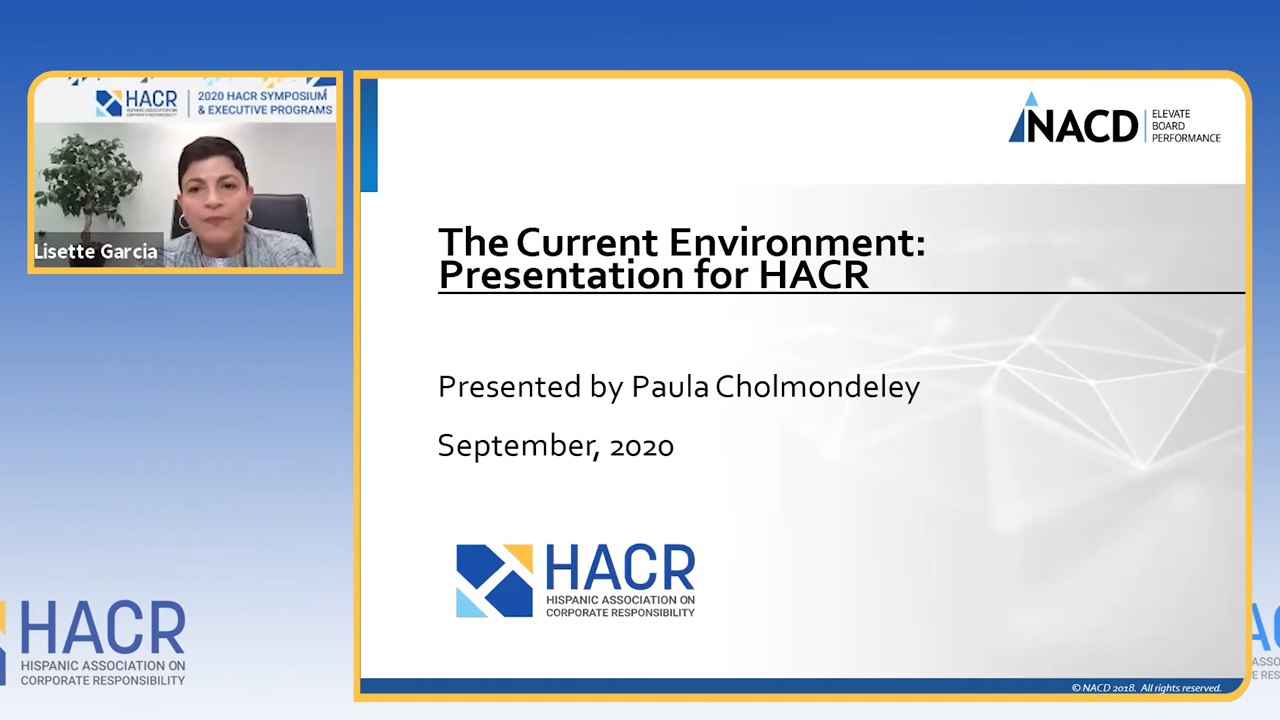 HACR
HISPANIC ASSOCIATION ON
CORPORATE RESPONSIBILITY
2020 HACR SYMPOSIUM
& EXECUTIVE PROGRAMS
Lisette Garcia
NACD
ELEVATE
BOARD
PERFORMANCE
The Current Environment:
Presentation for HACR
Presented by Paula Cholmondeley
September, 2020
HACR
HISPANIC ASSOCIATION ON
CORPORATE RESPONSIBILITY
© NACD 2018. All rights reserved.
HACR
HISPANIC ASSOCIATION ON
CORPORATE RESPONSIBILITY